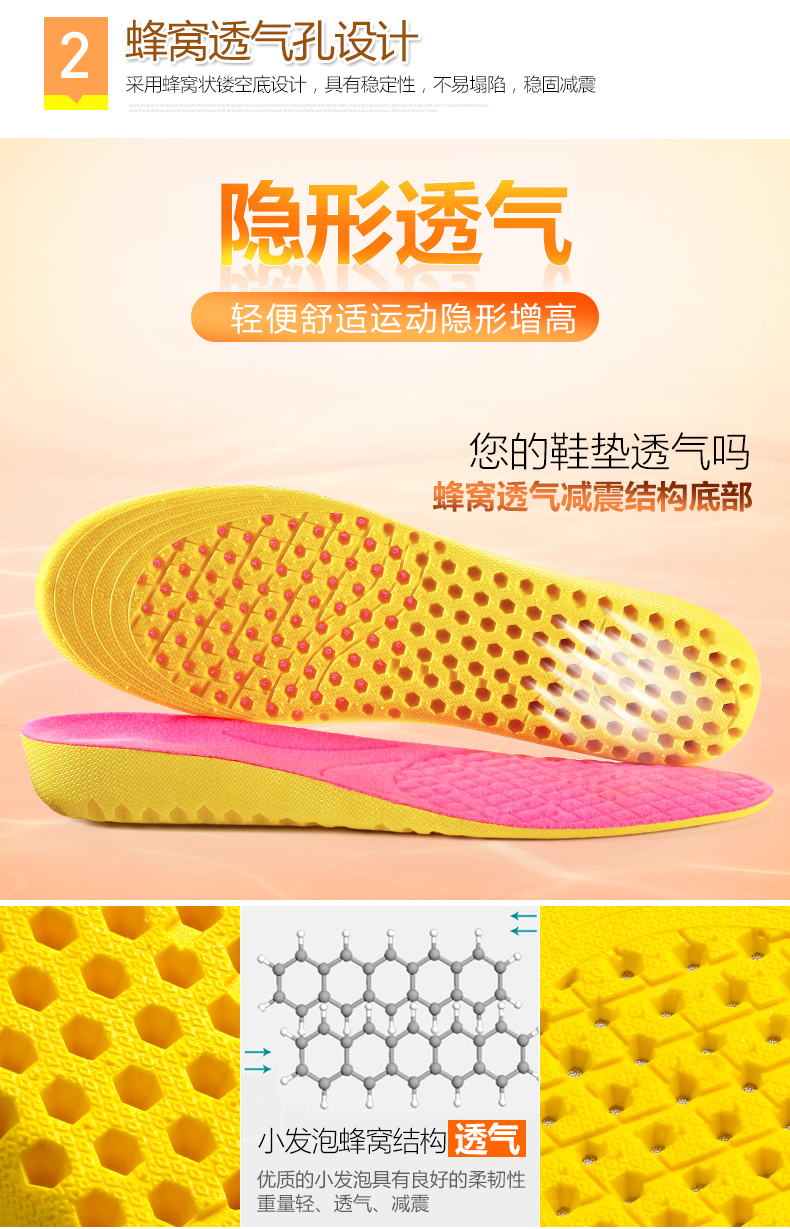 2
蜂窝透气孔设计
采用蜂窝状镂空底设计，具有稳定性，不易塌陷，稳固减震
隐形透气
轻便舒适运动隐形增高
您的鞋垫透气吗
蜂窝透气减震结构底部
小发泡蜂窝结构 透气
优质的小发泡具有良好的柔韧性
重量轻、透气、减震